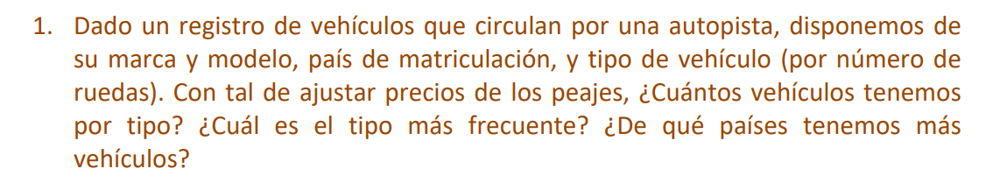 1. Dado un registro de vehículos que circulan por una autopista, disponemos de
su marca y modelo, país de matriculación, y tipo de vehículo (por número de
ruedas). Con tal de ajustar precios de los peajes, ¿Cuántos vehículos tenemos
por tipo? ¿Cuál es el tipo más frecuente? ¿De qué países tenemos más
vehículos?